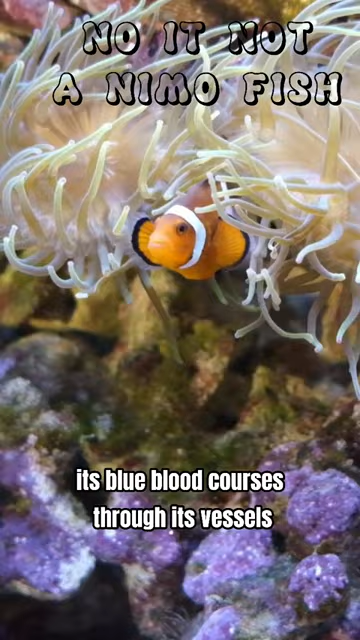 NO IT NOT
A NIMO FISH
its blue blood courses
through its vessels